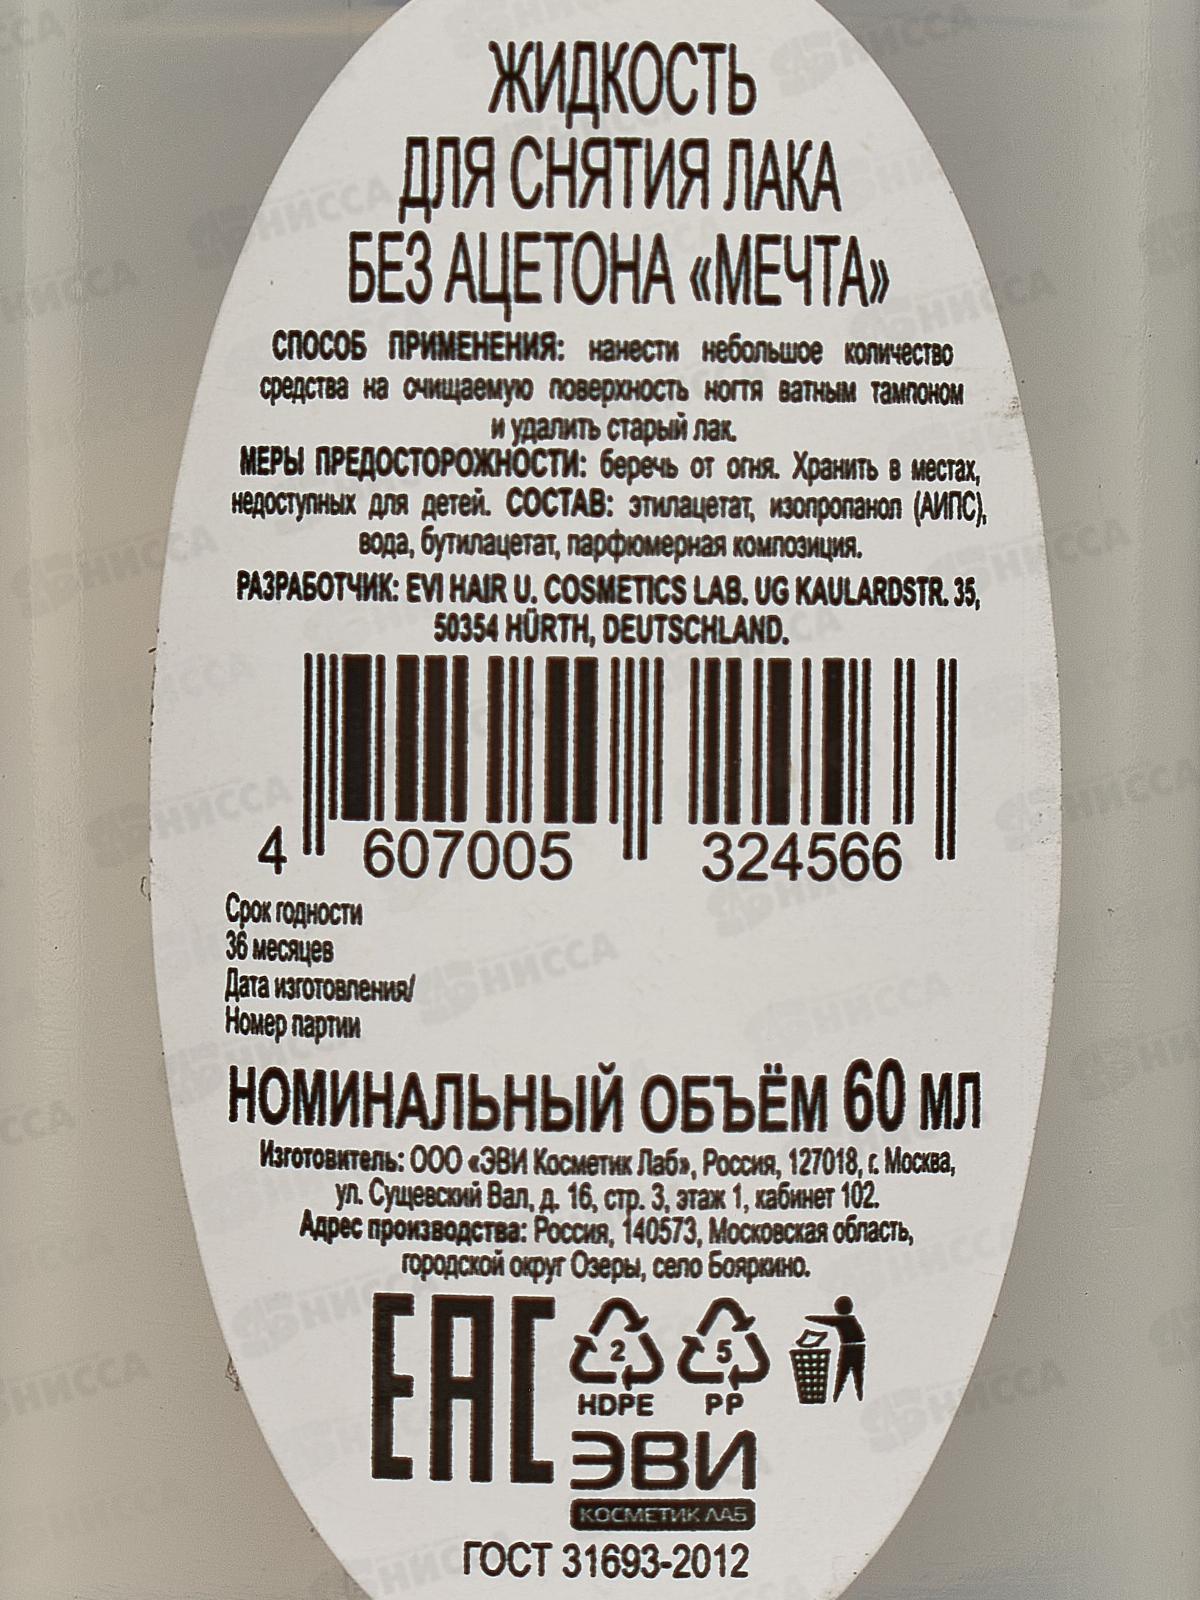 ЖИДКОСТЬ
ДЛЯ СНЯТИЯ ЛАКА
БЕЗ АЦЕТОНА «МЕЧТА»
СПОСОБ ПРИМЕНЕНИЯ: нанести небольшое количество
средства на очищаемую поверхность ногтя ватным тампоном
и удалить старый лак.
МЕРЫ ПРЕДОСТОРОЖНОСТИ: беречь от огня. Хранить в местах,
недоступных для детей. СОСТАВ: этилацетат, изопропанол (АИПС),
вода, бутилацетат, парфюмерная композиция.
РАЗРАБОТЧИК: EVI HAIR U. COSMETICS LAB. UG KAULARDSTR. 35,
50354 HÜRTH, DEUTSCHLAND.
4 607005 324566
Срок годности
36 месяцев
Дата изготовления/
Номер партии
НОМИНАЛЬНЫЙ ОБЪЁМ 60 МЛ
Изготовитель: ООО «ЭВИ Косметик Лаб», Россия, 127018, г. Москва,
ул. Сущевский Вал, д. 16, стр. 3, этаж 1, кабинет 102.
Адрес производства: Россия, 140573, Московская область,
городской округ Озеры, село Бояркино.
EAC
2 5
HDPE PP
ЭВИ
КОСМЕТИК ЛАБ
ГОСТ 31693-2012